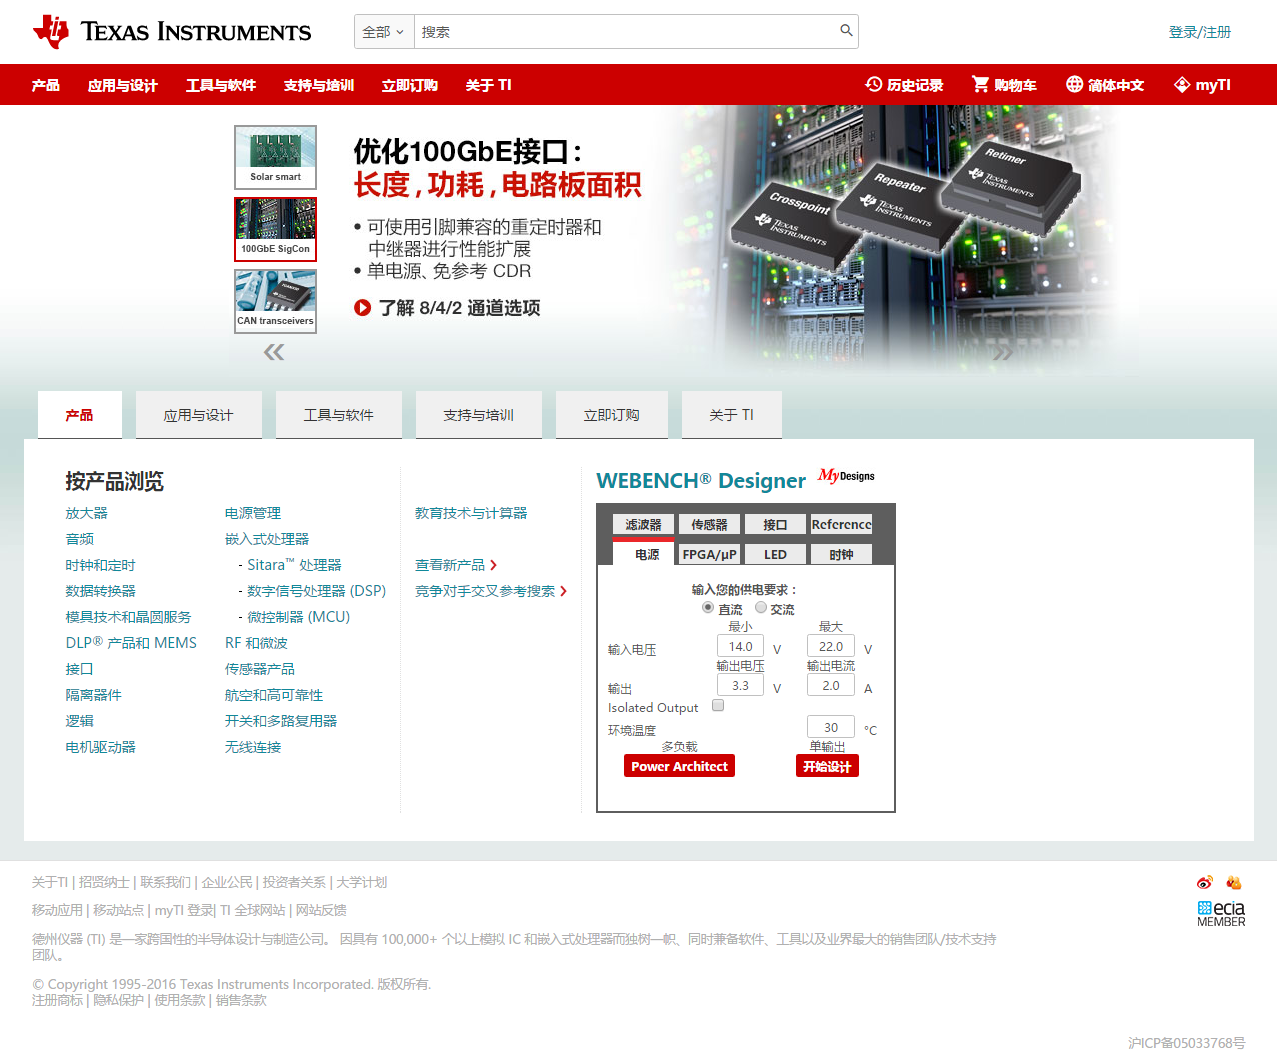 TEXAS INSTRUMENTS
全部
搜索
登录/注册
产品 应用与设计 工具与软件 支持与培训 立即订购 关于 TI
历史记录 购物车 简体中文 myTI
Solar smart
100GbE SigCon
CAN transceivers
优化100GbE接口：
长度，功耗，电路板面积
• 可使用引脚兼容的重定时器和
中继器进行性能扩展
• 单电源、免参考 CDR
了解 8/4/2 通道选项
Crosspoint
TEXAS INSTRUMENTS
Repeater
TEXAS INSTRUMENTS
Retimer
TEXAS INSTRUMENTS
产品 应用与设计 工具与软件 支持与培训 立即订购 关于 TI
按产品浏览
放大器
音频
时钟和定时
数据转换器
模具技术和晶圆服务
DLP® 产品和 MEMS
接口
隔离器件
逻辑
电机驱动器
电源管理
嵌入式处理器
- Sitara™ 处理器
- 数字信号处理器 (DSP)
- 微控制器 (MCU)
RF 和微波
传感器产品
航空和高可靠性
开关和多路复用器
无线连接
教育技术与计算器
查看新产品
竞争对手交叉参考搜索
WEBENCH® Designer
My Designs
滤波器 传感器 接口 Reference
电源 FPGA/µP LED 时钟
输入您的供电要求：
直流 交流
最小 最大
输入电压 14.0 V 22.0 V
输出电压 输出电流
输出 3.3 V 2.0 A
Isolated Output
环境温度 30 °C
多负载 单输出
Power Architect 开始设计
关于TI | 招贤纳士 | 联系我们 | 企业公民 | 投资者关系 | 大学计划
移动应用 | 移动站点 | myTI 登录| TI 全球网站 | 网站反馈
德州仪器 (TI) 是一家跨国性的半导体设计与制造公司。 因具有 100,000+ 个以上模拟 IC 和嵌入式处理器而独树一帜、同时兼备软件、工具以及业界最大的销售团队/技术支持
团队。
© Copyright 1995-2016 Texas Instruments Incorporated. 版权所有.
注册商标 | 隐私保护 | 使用条款 | 销售条款
ecia
MEMBER
沪ICP备05033768号